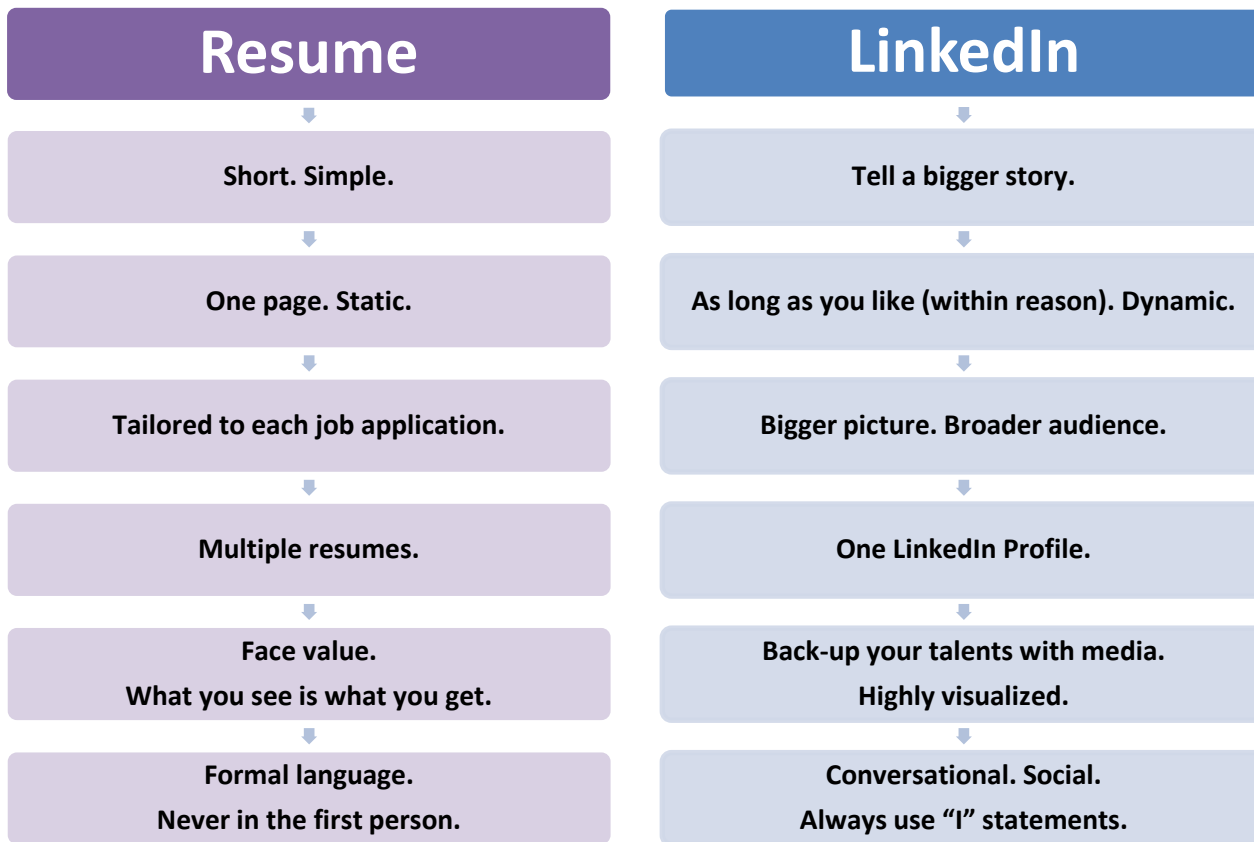 Resume
Short. Simple.
One page. Static.
Tailored to each job application.
Multiple resumes.
Face value.
What you see is what you get.
Formal language.
Never in the first person.
LinkedIn
Tell a bigger story.
As long as you like (within reason). Dynamic.
Bigger picture. Broader audience.
One LinkedIn Profile.
Back-up your talents with media.
Highly visualized.
Conversational. Social.
Always use “I” statements.